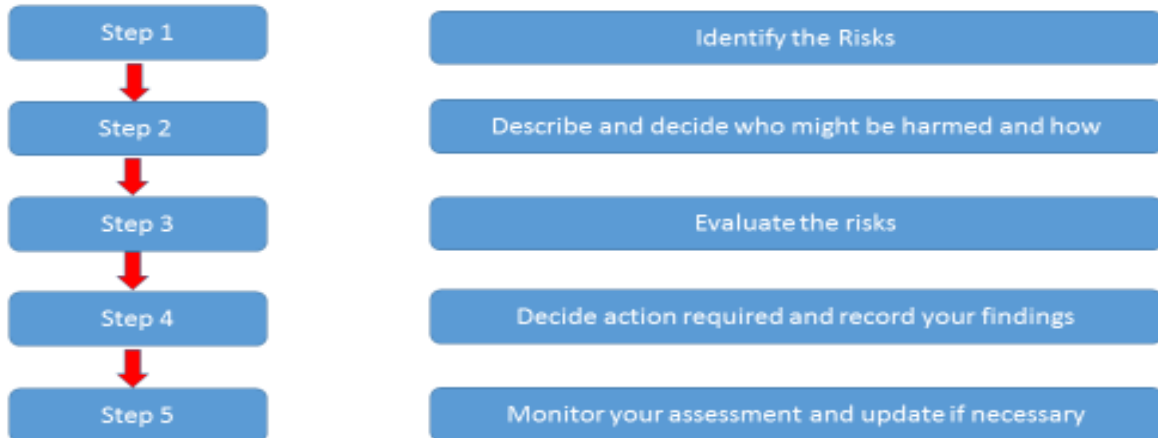 Step 1
Identify the Risks
Step 2
Describe and decide who might be harmed and how
Step 3
Evaluate the risks
Step 4
Decide action required and record your findings
Step 5
Monitor your assessment and update if necessary